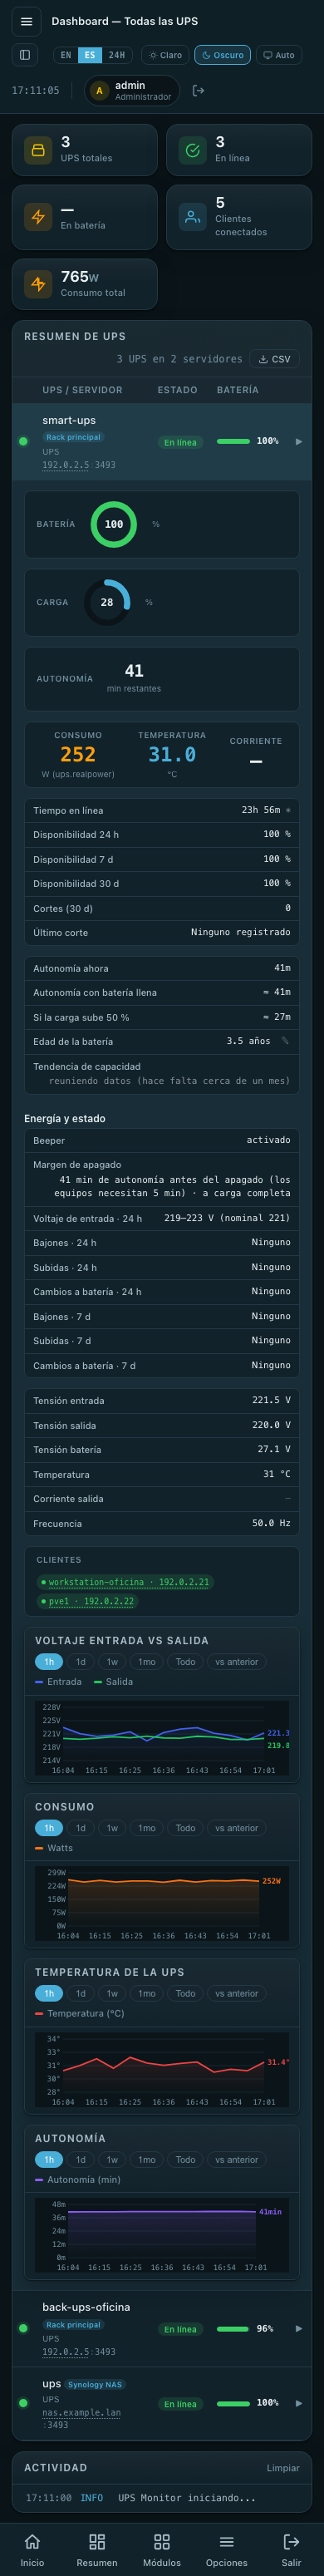 Dashboard — Todas las UPS
EN ES 24H Claro Oscuro Auto
17:11:05 A admin
Administrador
3
UPS totales
3
En línea
—
En batería
5
Clientes
conectados
765W
Consumo total
RESUMEN DE UPS
3 UPS en 2 servidores CSV
UPS / SERVIDOR ESTADO BATERÍA
smart-ups
Rack principal
UPS
192.0.2.5:3493
En línea 100%
BATERÍA 100 %
CARGA 28 %
AUTONOMÍA 41
min restantes
CONSUMO TEMPERATURA CORRIENTE
252 31.0 —
W (ups.realpower) °C
Tiempo en línea 23h 56m
Disponibilidad 24 h 100 %
Disponibilidad 7 d 100 %
Disponibilidad 30 d 100 %
Cortes (30 d) 0
Último corte Ninguno registrado
Autonomía ahora 41m
Autonomía con batería llena ≈ 41m
Si la carga sube 50 % ≈ 27m
Edad de la batería 3.5 años
Tendencia de capacidad
reuniendo datos (hace falta cerca de un mes)
Energía y estado
Beeper activado
Margen de apagado
41 min de autonomía antes del apagado (los
equipos necesitan 5 min) · a carga completa
Voltaje de entrada · 24 h 219–223 V (nominal 221)
Bajones · 24 h Ninguno
Subidas · 24 h Ninguno
Cambios a batería · 24 h Ninguno
Bajones · 7 d Ninguno
Subidas · 7 d Ninguno
Cambios a batería · 7 d Ninguno
Tensión entrada 221.5 V
Tensión salida 220.0 V
Tensión batería 27.1 V
Temperatura 31 °C
Corriente salida —
Frecuencia 50.0 Hz
CLIENTES
workstation-oficina · 192.0.2.21
pve1 · 192.0.2.22
VOLTAJE ENTRADA VS SALIDA
1h 1d 1w 1mo Todo vs anterior
Entrada Salida
228V
225V
221V
218V
214V
221.3
219.8
16:04 16:15 16:25 16:36 16:43 16:54 17:01
CONSUMO
1h 1d 1w 1mo Todo vs anterior
Watts
299W
224W
150W
75W
0W
252W
16:04 16:15 16:25 16:36 16:43 16:54 17:01
TEMPERATURA DE LA UPS
1h 1d 1w 1mo Todo vs anterior
Temperatura (°C)
34°
33°
31°
30°
28°
31.4°
16:04 16:15 16:25 16:36 16:43 16:54 17:01
AUTONOMÍA
1h 1d 1w 1mo Todo vs anterior
Autonomía (min)
48m
36m
24m
12m
0m
41min
16:04 16:15 16:25 16:36 16:43 16:54 17:01
back-ups-oficina
Rack principal
UPS
192.0.2.5:3493
En línea 96%
ups Synology NAS
UPS
nas.example.lan
:3493
En línea 100%
ACTIVIDAD Limpiar
17:11:00 INFO UPS Monitor iniciando...
Inicio Resumen Módulos Opciones Salir